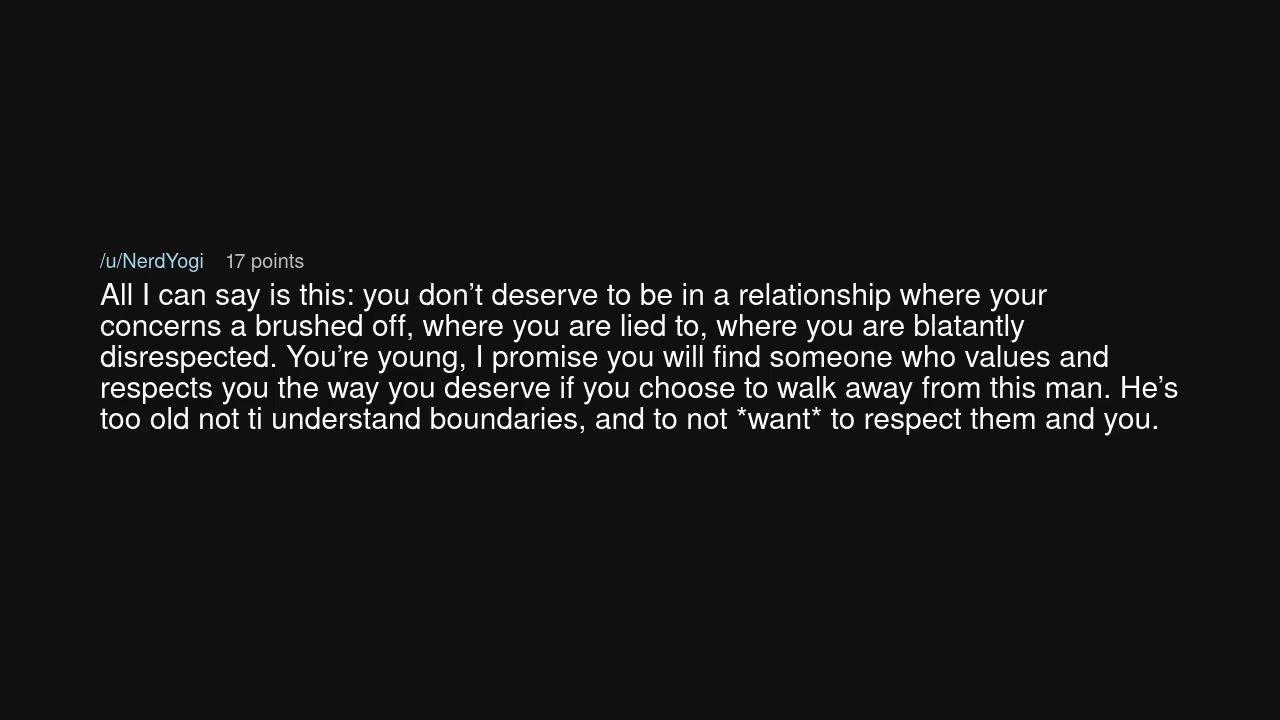 /u/NerdYogi 17 points
All I can say is this: you don’t deserve to be in a relationship where your
concerns a brushed off, where you are lied to, where you are blatantly
disrespected. You’re young, I promise you will find someone who values and
respects you the way you deserve if you choose to walk away from this man. He’s
too old not ti understand boundaries, and to not *want* to respect them and you.